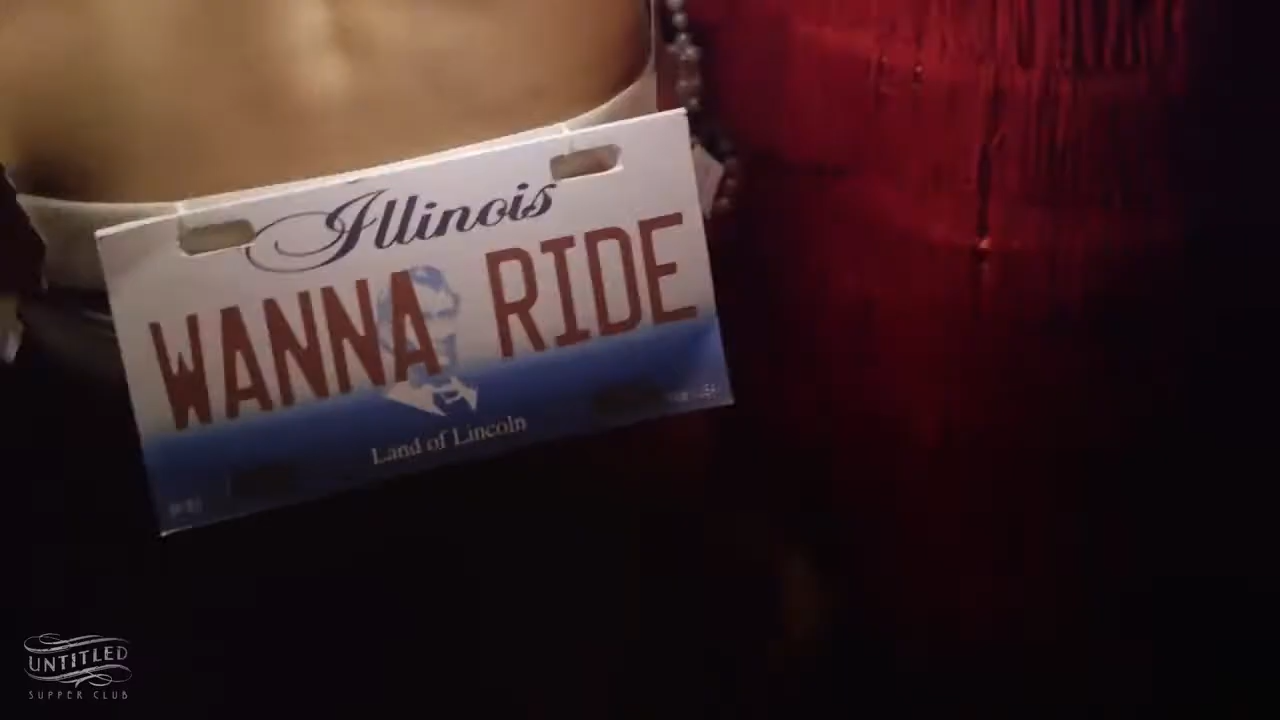 Illinois
WANNA RIDE
Land of Lincoln
UNTITLED
SUPPER CLUB